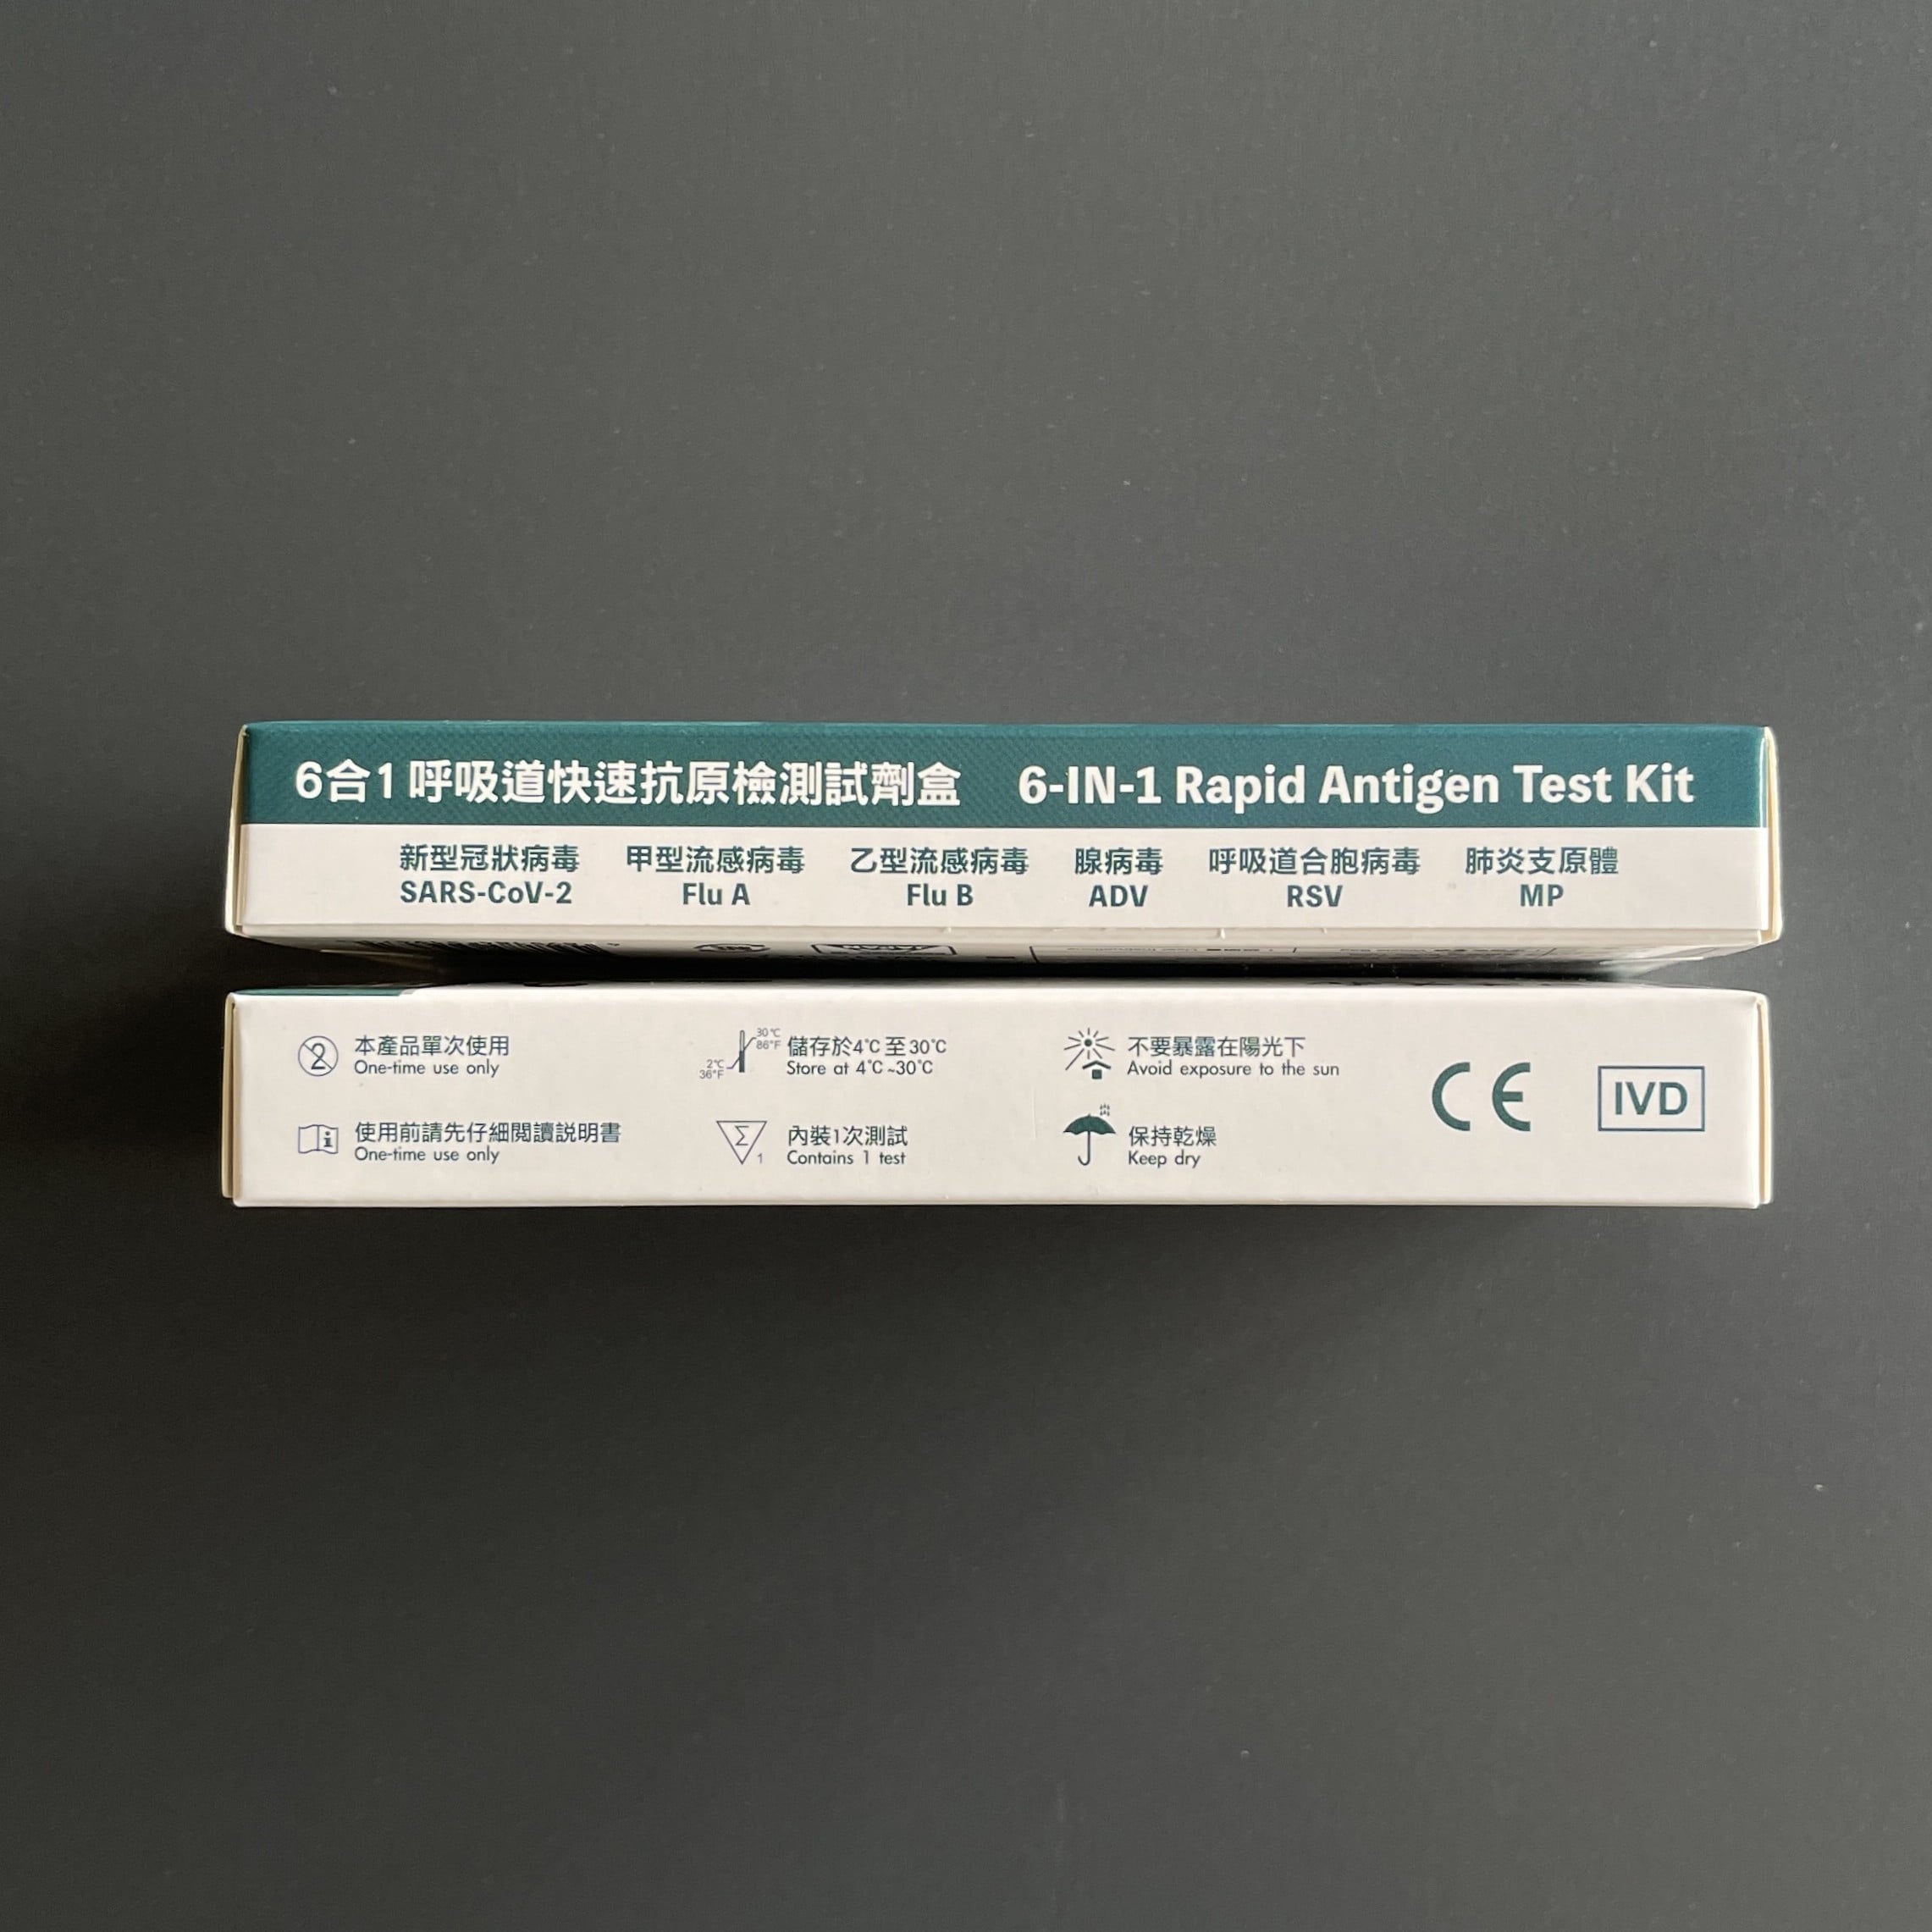 6合1呼吸道快速抗原檢測試劑盒 6-IN-1 Rapid Antigen Test Kit
新型冠狀病毒 甲型流感病毒 乙型流感病毒 腺病毒 呼吸道合胞病毒 肺炎支原體
SARS-CoV-2 Flu A Flu B ADV RSV MP
2
本產品單次使用
One-time use only
30℃
86℉
2℃
36℉
儲存於4℃至30℃
Store at 4℃~30℃
不要暴露在陽光下
Avoid exposure to the sun
CE
IVD
i
使用前請先仔細閲讀説明書
One-time use only
Σ
1
內裝1次測試
Contains 1 test
保持乾燥
Keep dry